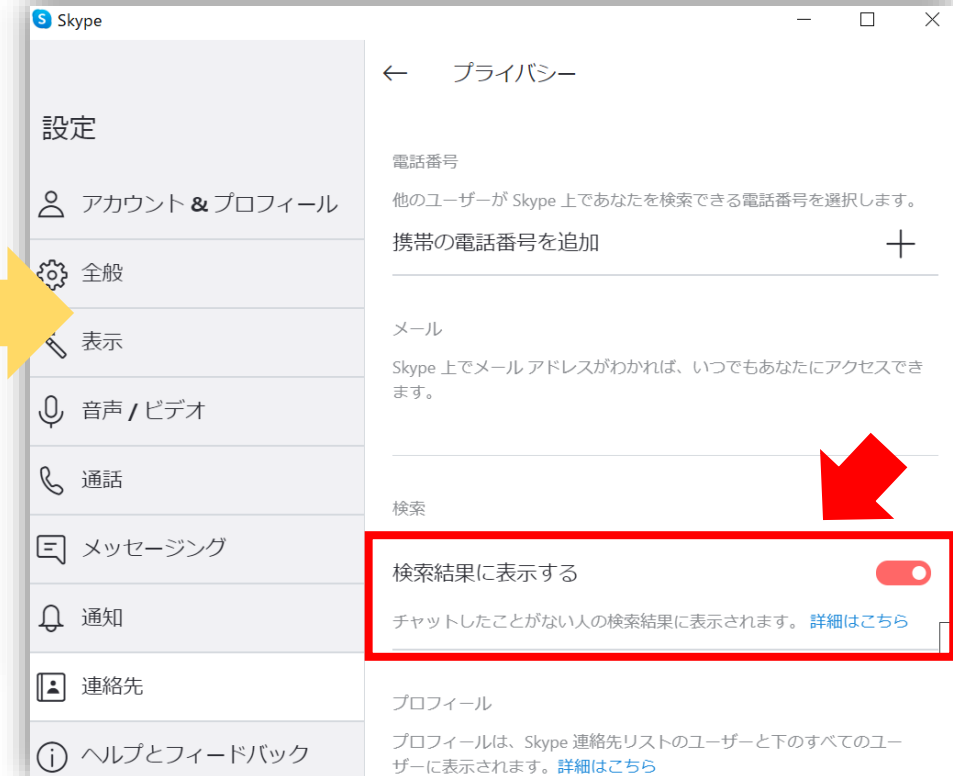 Skype
設定
アカウント & プロフィール
全般
表示
音声 / ビデオ
通話
メッセージング
通知
連絡先
ヘルプとフィードバック
プライバシー
電話番号
他のユーザーが Skype 上であなたを検索できる電話番号を選択します。
携帯の電話番号を追加
メール
Skype 上でメール アドレスがわかれば、いつでもあなたにアクセスでき
ます。
検索
検索結果に表示する
チャットしたことがない人の検索結果に表示されます。 詳細はこちら
プロフィール
プロフィールは、Skype 連絡先リストのユーザーと下のすべてのユー
ザーに表示されます。詳細はこちら